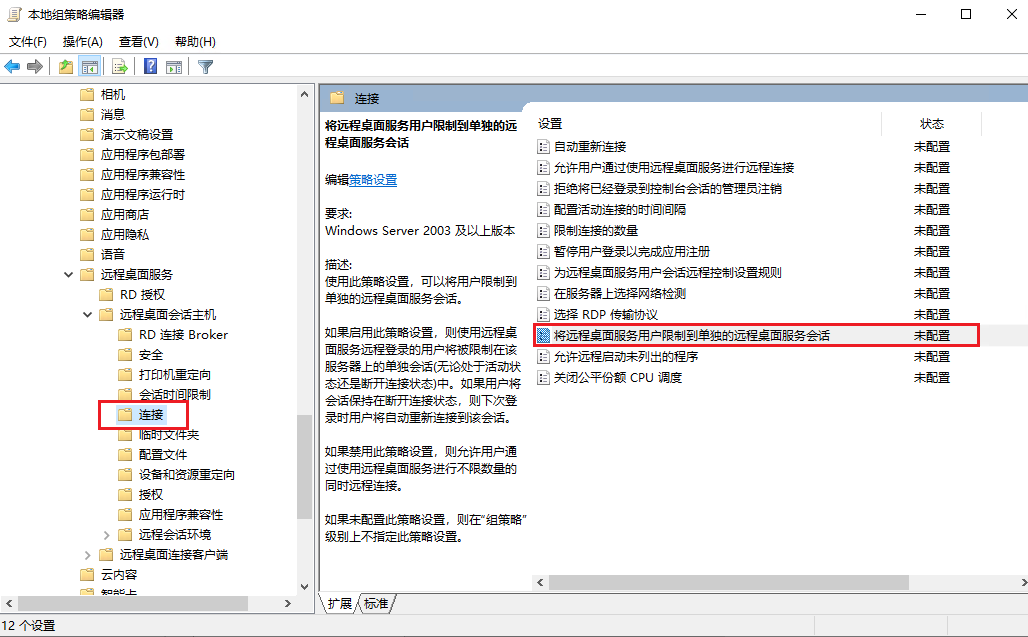 本地组策略编辑器
文件(F) 操作(A) 查看(V) 帮助(H)
相机
消息
演示文稿设置
应用程序包部署
应用程序兼容性
应用程序运行时
应用商店
应用隐私
语音
远程桌面服务
RD 授权
远程桌面会话主机
RD 连接 Broker
安全
打印机重定向
会话时间限制
连接
临时文件夹
配置文件
设备和资源重定向
授权
应用程序兼容性
远程会话环境
远程桌面连接客户端
云内容
智能卡
连接
将远程桌面服务用户限制到单独的远
程桌面服务会话
编辑策略设置
要求:
Windows Server 2003 及以上版本
描述:
使用此策略设置，可以将用户限制到
单独的远程桌面服务会话。
如果启用此策略设置，则使用远程桌
面服务远程登录的用户将被限制在该
服务器上的单独会话(无论处于活动状
态还是断开连接状态)中。如果用户将
会话保持在断开连接状态，则下次登
录时用户将自动重新连接到该会话。
如果禁用此策略设置，则允许用户通
过使用远程桌面服务进行不限数量的
同时远程连接。
如果未配置此策略设置，则在“组策略”
级别上不指定此策略设置。
设置 状态
自动重新连接 未配置
允许用户通过使用远程桌面服务进行远程连接 未配置
拒绝将已经登录到控制台会话的管理员注销 未配置
配置活动连接的时间间隔 未配置
限制连接的数量 未配置
暂停用户登录以完成应用注册 未配置
为远程桌面服务用户会话远程控制设置规则 未配置
在服务器上选择网络检测 未配置
选择 RDP 传输协议 未配置
将远程桌面服务用户限制到单独的远程桌面服务会话 未配置
允许远程启动未列出的程序 未配置
关闭公平份额 CPU 调度 未配置
扩展 标准
12 个设置